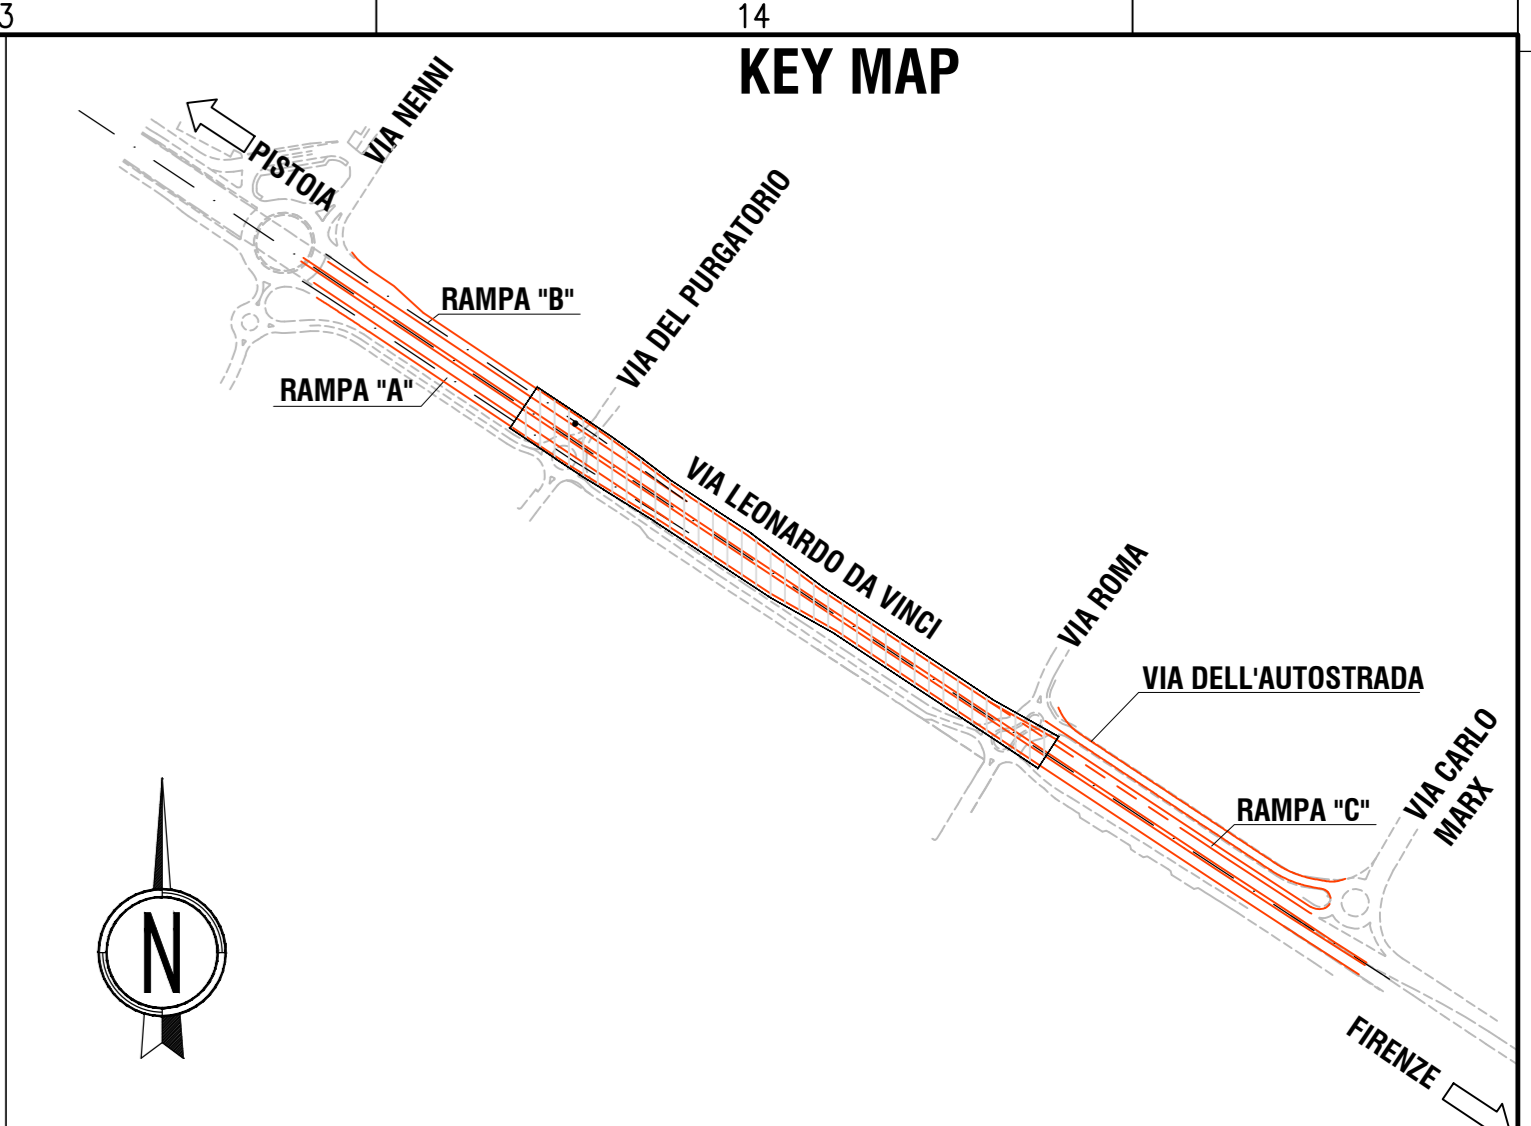 3
14
KEY MAP
VIA NENNI
PISTOIA
VIA DEL PURGATORIO
RAMPA "B"
RAMPA "A"
VIA LEONARDO DA VINCI
VIA ROMA
VIA DELL'AUTOSTRADA
VIA CARLO
MARX
RAMPA "C"
N
FIRENZE